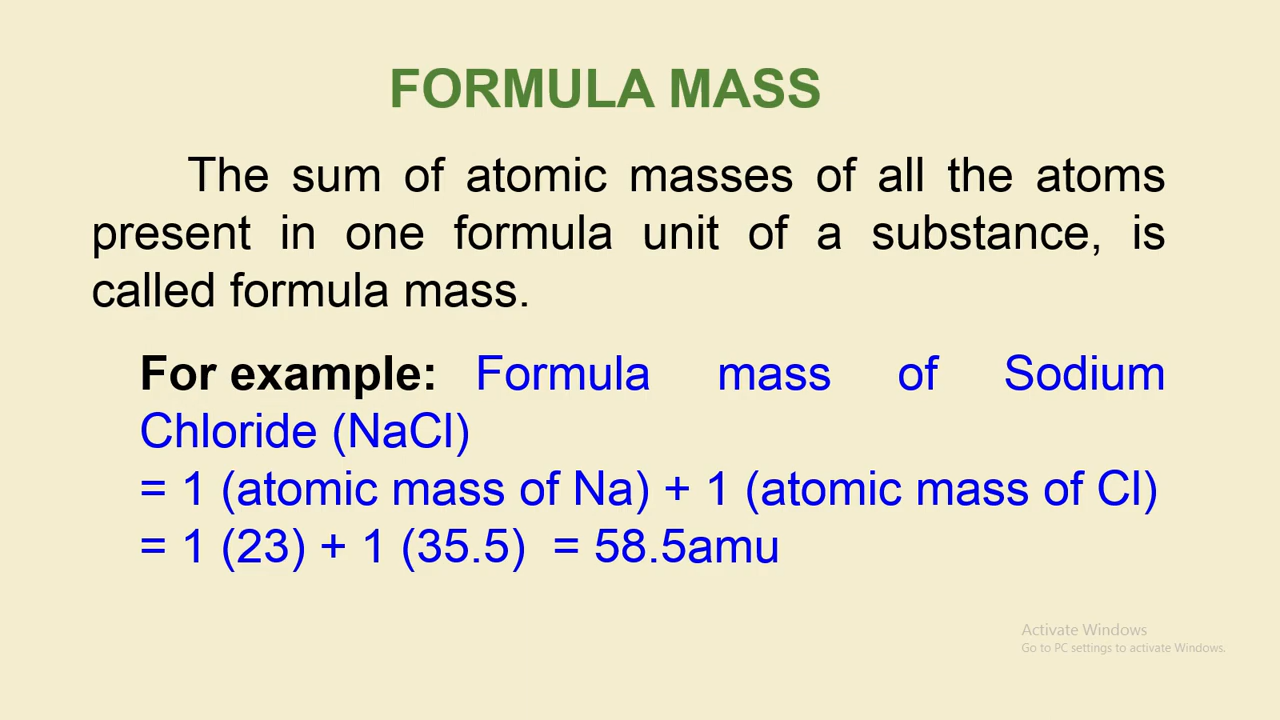 FORMULA MASS
The sum of atomic masses of all the atoms
present in one formula unit of a substance, is
called formula mass.
For example: Formula mass of Sodium
Chloride (NaCl)
= 1 (atomic mass of Na) + 1 (atomic mass of Cl)
= 1 (23) + 1 (35.5) = 58.5amu
Activate Windows
Go to PC settings to activate Windows.